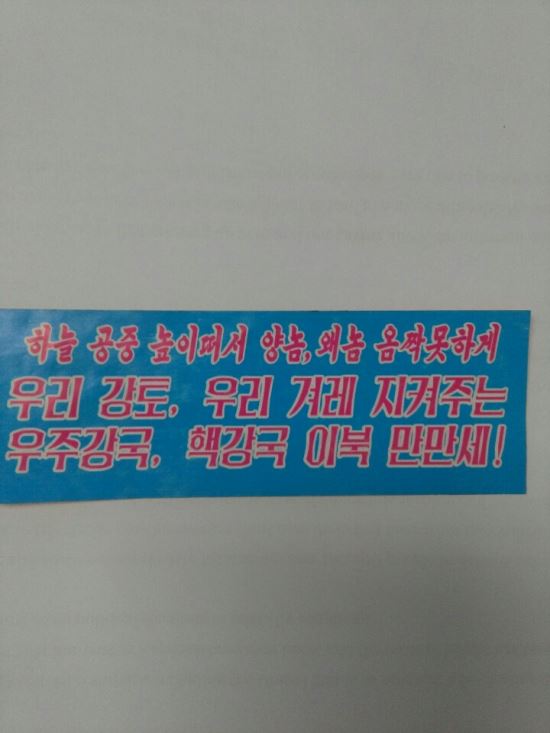 하늘 공중 높이떠서 양놈, 왜놈 옴짝못하게
우리 강토, 우리 겨레 지켜주는
우주강국, 핵강국 이북 만만세!